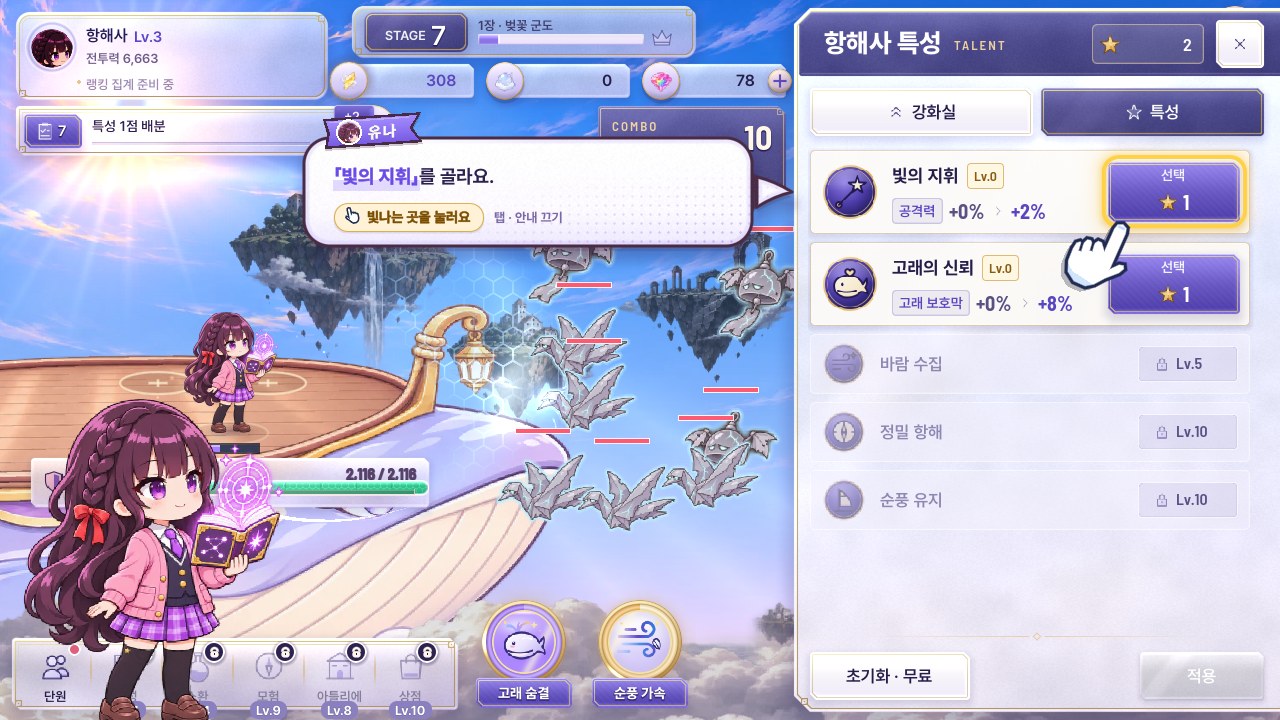 항해사 Lv.3
전투력 6,663
랭킹 집계 준비 중
STAGE 7
1장 · 벚꽃 군도
308
0
78
7
특성 1점 배분
COMBO
10
유나
「빛의 지휘」를 골라요.
빛나는 곳을 눌러요
탭 · 안내 끄기
2,116 / 2,116
단원
모험
Lv.9
아틀리에
Lv.8
상점
Lv.10
고래 숨결
순풍 가속
항해사 특성 TALENT
2
강화실
특성
빛의 지휘 Lv.0
공격력 +0% +2%
선택
1
고래의 신뢰 Lv.0
고래 보호막 +0% +8%
선택
1
바람 수집
Lv.5
정밀 항해
Lv.10
순풍 유지
Lv.10
초기화 · 무료
적용